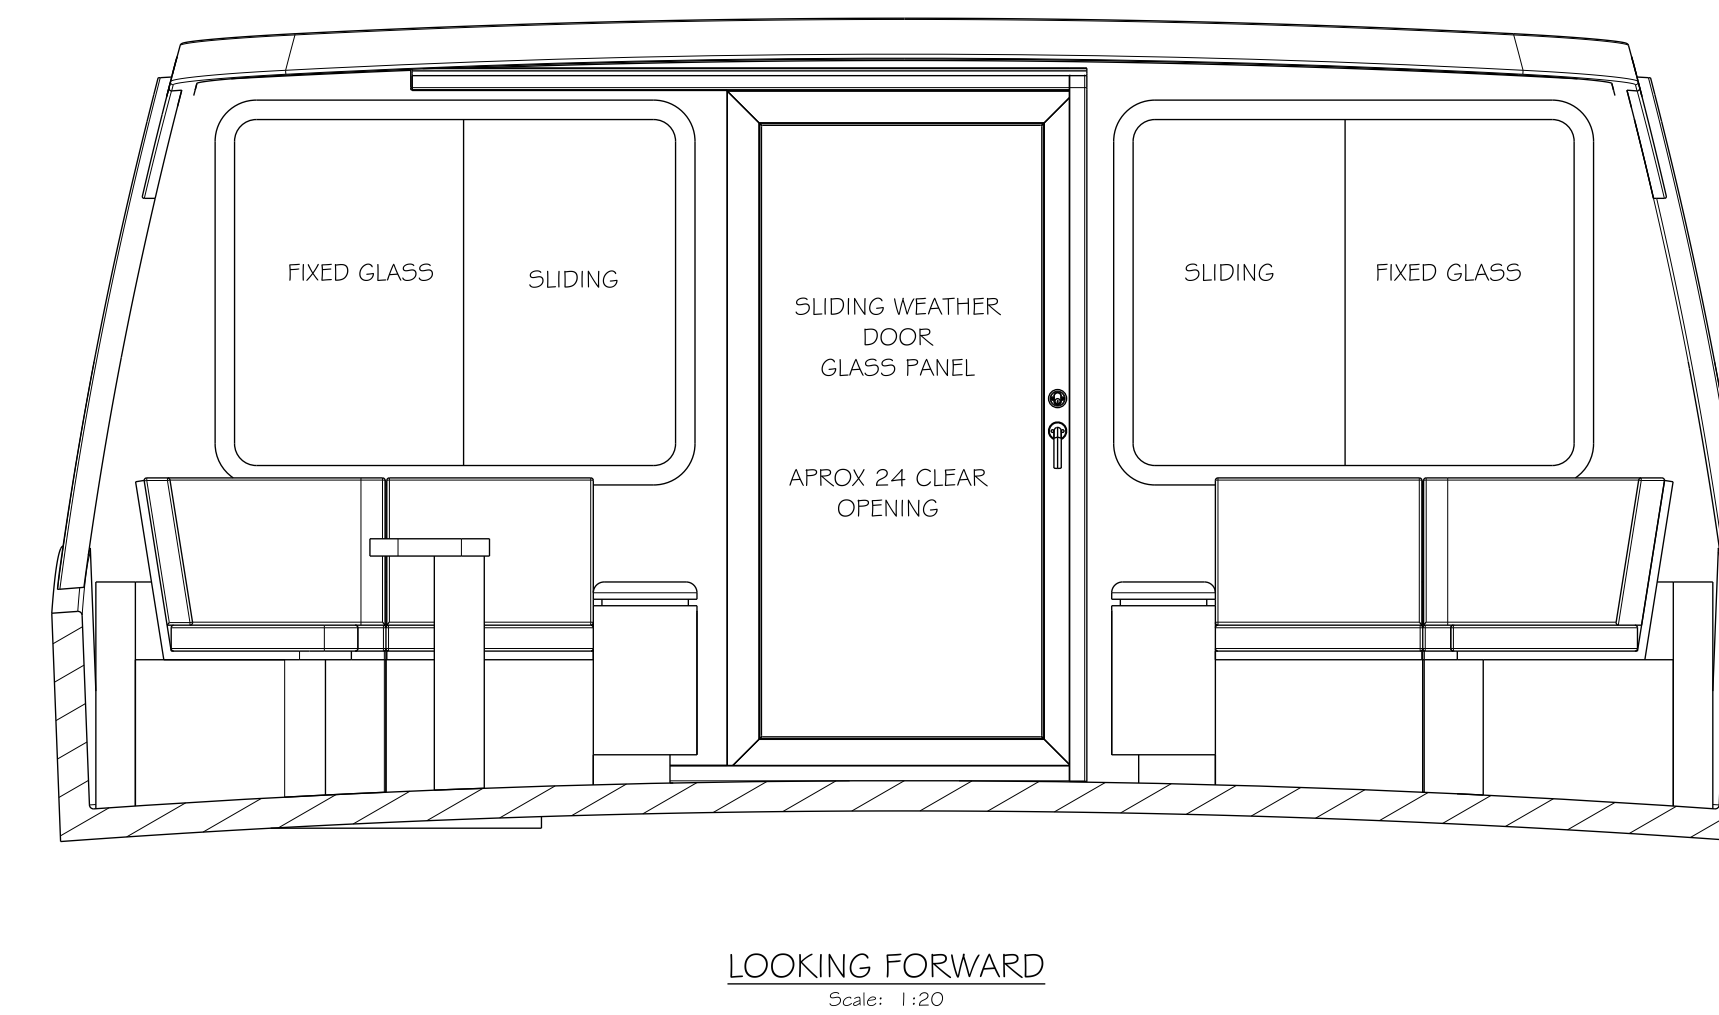 FIXED GLASS
SLIDING
SLIDING WEATHER
DOOR
GLASS PANEL
APROX 24 CLEAR
OPENING
SLIDING
FIXED GLASS
LOOKING FORWARD
Scale: 1:20